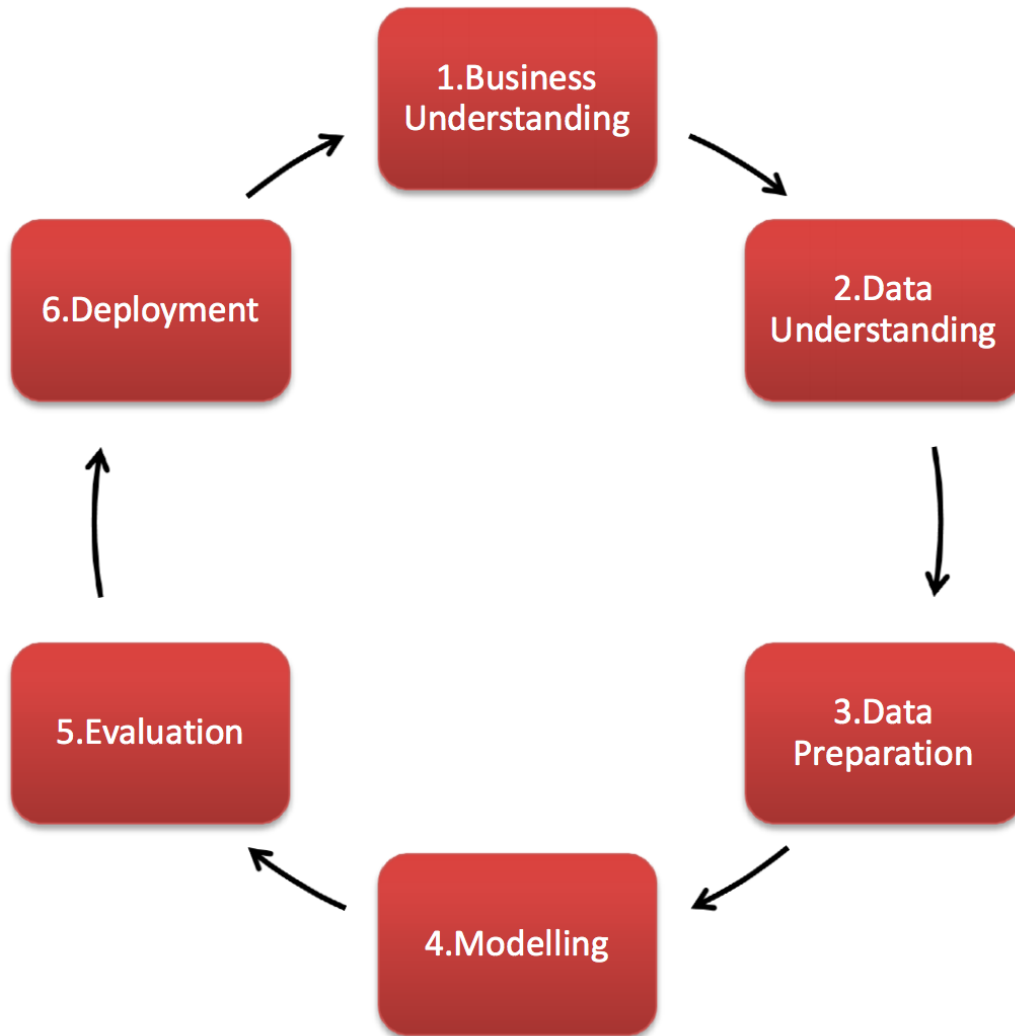 1.Business
Understanding
2.Data
Understanding
3.Data
Preparation
4.Modelling
5.Evaluation
6.Deployment